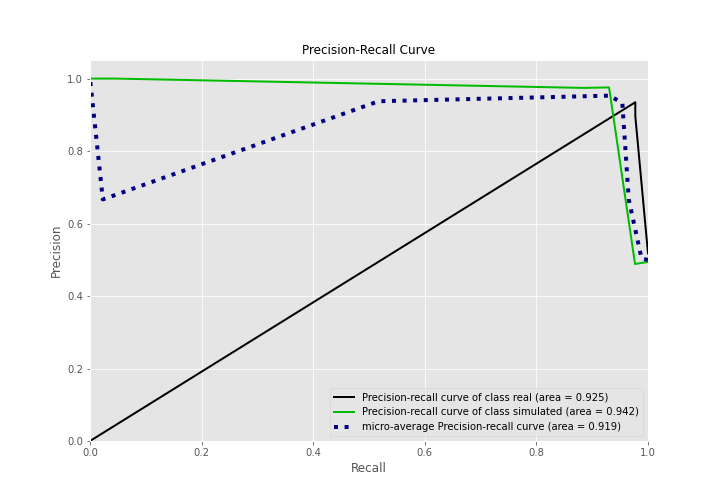 Precision-Recall Curve
1.0
0.8
0.6
0.4
0.2
0.0
Precision
0.0 0.2 0.4 0.6 0.8 1.0
Recall
Precision-recall curve of class real (area = 0.925)
Precision-recall curve of class simulated (area = 0.942)
micro-average Precision-recall curve (area = 0.919)